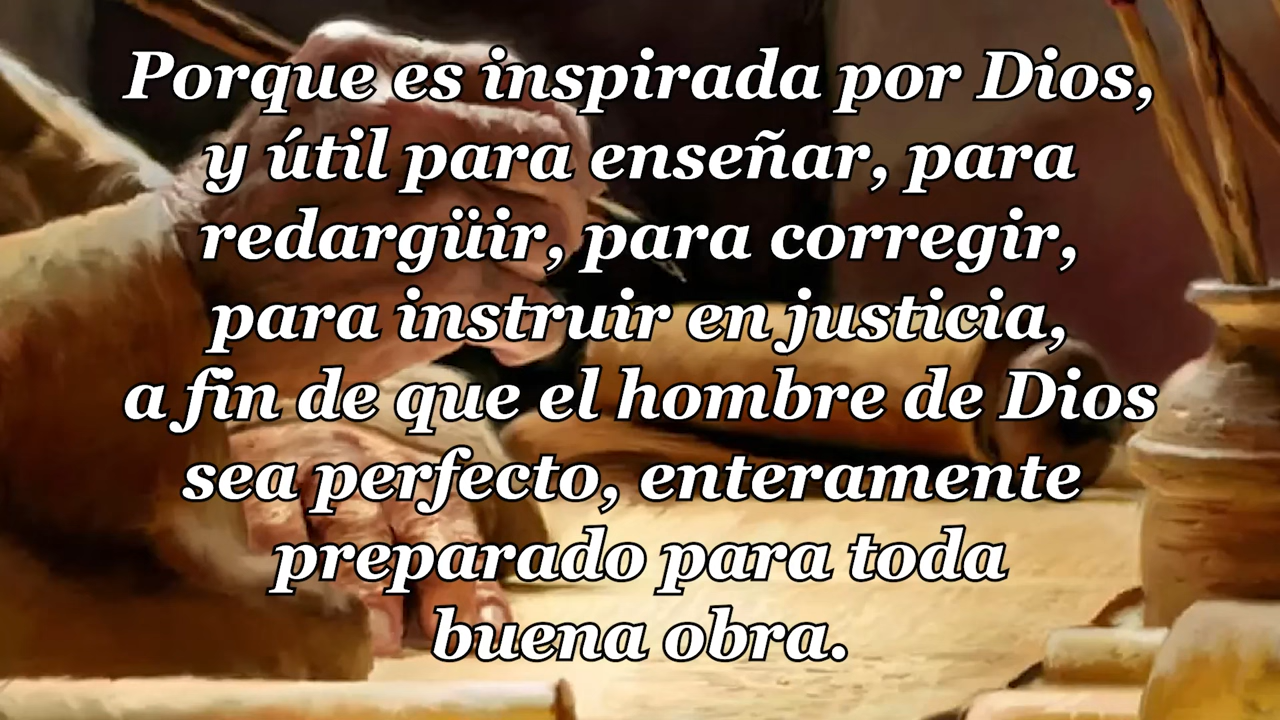 Porque es inspirada por Dios,
y útil para enseñar, para
redargüir, para corregir,
para instruir en justicia,
a fin de que el hombre de Dios
sea perfecto, enteramente
preparado para toda
buena obra.